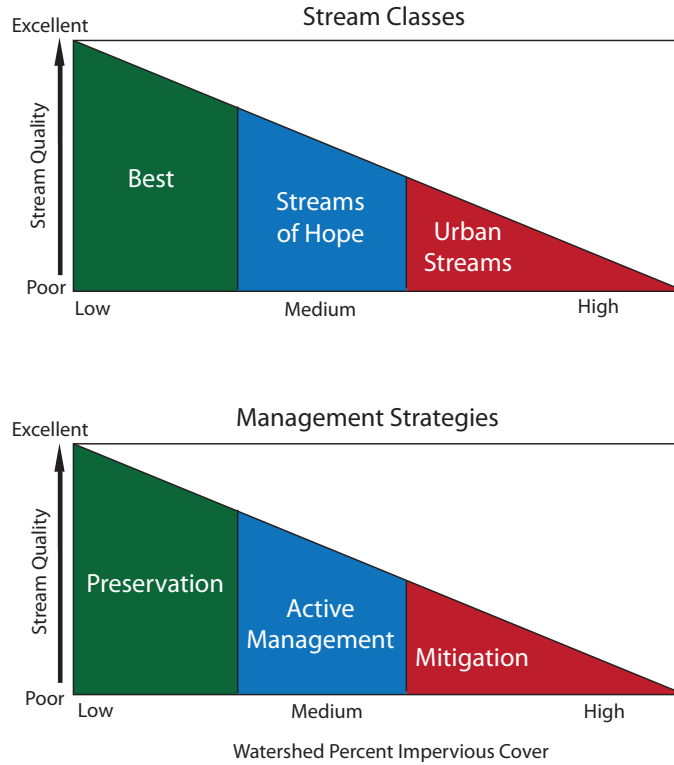 Stream Classes
Excellent
Stream Quality
Best
Streams
of Hope
Urban
Streams
Poor
Low
Medium
High
Management Strategies
Excellent
Stream Quality
Preservation
Active
Management
Mitigation
Poor
Low
Medium
High
Watershed Percent Impervious Cover